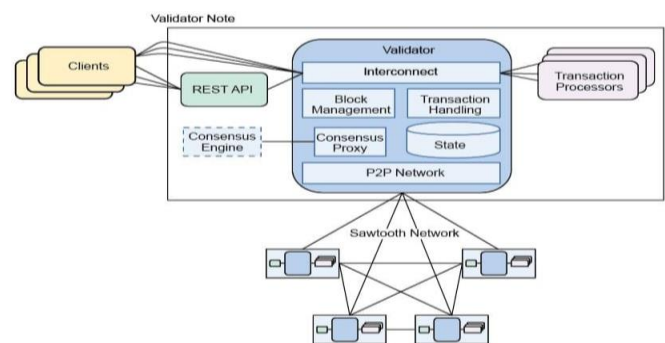 Validator Note
Validator
Clients
Interconnect
REST API
Transaction
Processors
Block
Management
Transaction
Handling
Consensus
Engine
Consensus
Proxy
State
P2P Network
Sawtooth Network